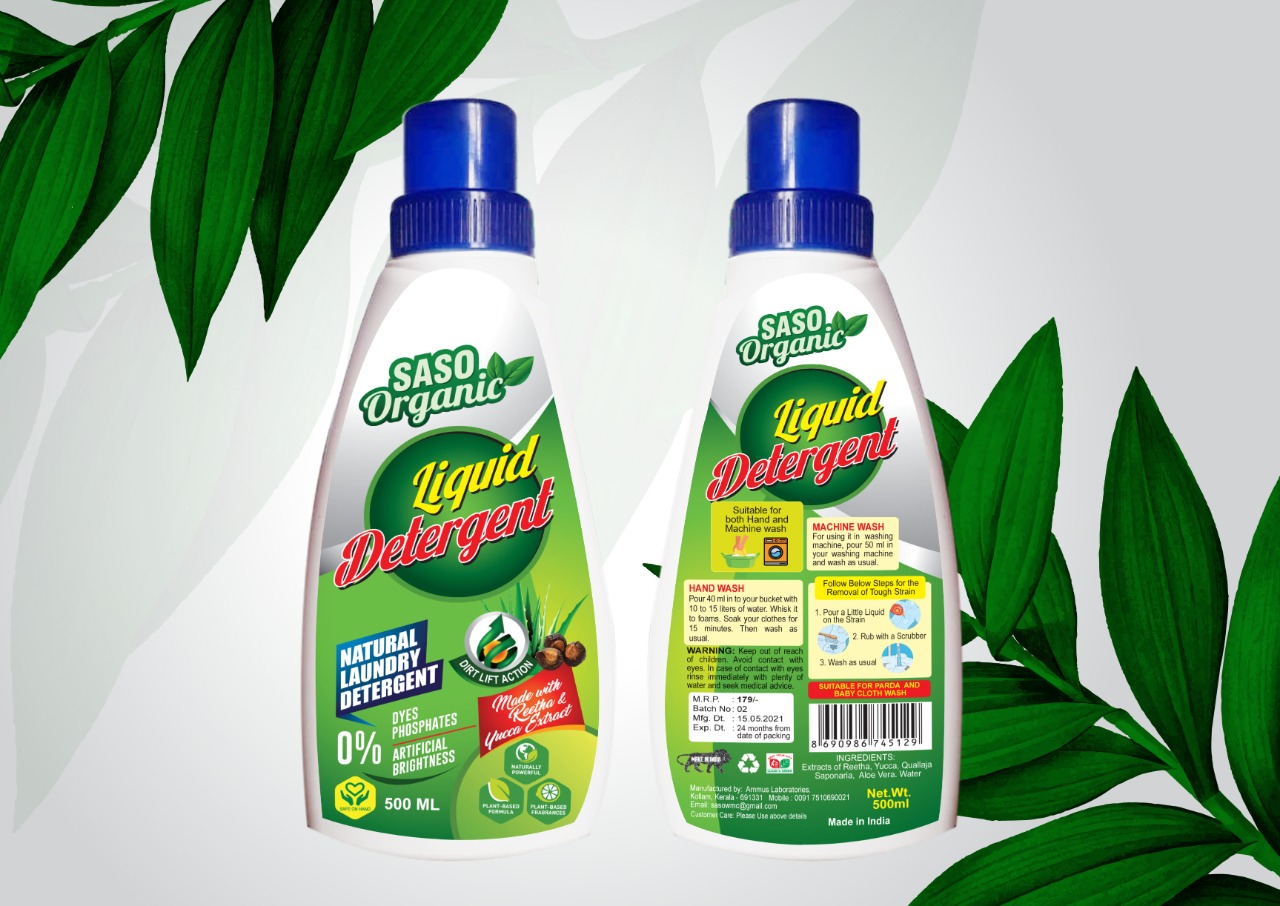 SASO
Organic
Liquid
Detergent
NATURAL
LAUNDRY
DETERGENT
DIRT LIFT ACTION
Made with
Reetha &
Yucca Extract
0%
DYES
PHOSPHATES
ARTIFICIAL
BRIGHTNESS
NATURALLY
POWERFUL
PLANT-BASED
FORMULA
PLANT-BASED
FRAGRANCES
SAFE ON HAND
500 ML
SASO
Organic
Liquid
Detergent
Suitable for
both Hand and
Machine wash
MACHINE WASH
For using it in washing
machine, pour 50 ml in
your washing machine
and wash as usual.
HAND WASH
Pour 40 ml in to your bucket with
10 to 15 liters of water. Whisk it
to foams. Soak your clothes for
15 minutes. Then wash as
usual.
Follow Below Steps for the
Removal of Tough Strain
1. Pour a Little Liquid
on the Strain
2. Rub with a Scrubber
3. Wash as usual
WARNING: Keep out of reach
of children. Avoid contact with
eyes. In case of contact with eyes
rinse immediately with plenty of
water and seek medical advice.
SUITABLE FOR PARDA AND
BABY CLOTH WASH
M.R.P. : 179/-
Batch No : 02
Mfg. Dt. : 15.05.2021
Exp. Dt. : 24 months from
date of packing
8 690986 745129
MAKE IN INDIA
INGREDIENTS:
Extracts of Reetha, Yucca, Quallaja
Saponaria, Aloe Vera. Water
Manufactured by: Ammus Laboratories,
Kollam, Kerala - 691331 Mobile : 0091 7510690021
Email: sasowmc@gmail.com
Customer Care: Please Use above details
Net.Wt.
500ml
Made in India